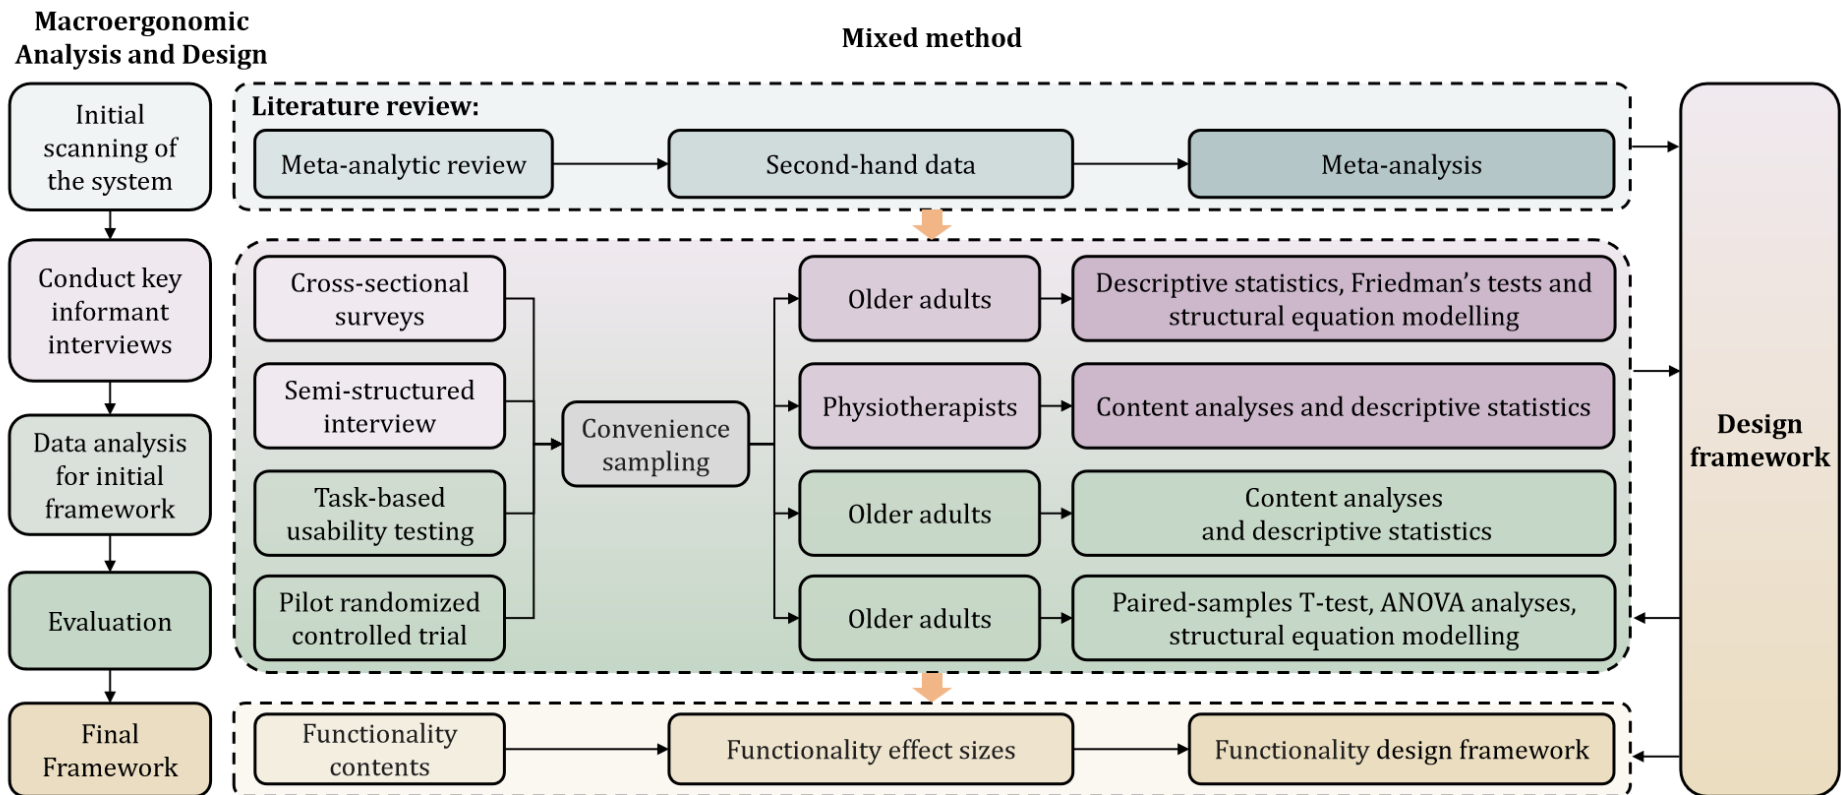 Macroergonomic
Analysis and Design
Mixed method
Initial
scanning of
the system
Conduct key
informant
interviews
Data analysis
for initial
framework
Evaluation
Final
Framework
Literature review:
Meta-analytic review
Second-hand data
Meta-analysis
Cross-sectional
surveys
Semi-structured
interview
Task-based
usability testing
Pilot randomized
controlled trial
Convenience
sampling
Older adults
Descriptive statistics, Friedman's tests and
structural equation modelling
Physiotherapists
Content analyses and descriptive statistics
Older adults
Content analyses
and descriptive statistics
Older adults
Paired-samples T-test, ANOVA analyses,
structural equation modelling
Functionality
contents
Functionality effect sizes
Functionality design framework
Design
framework